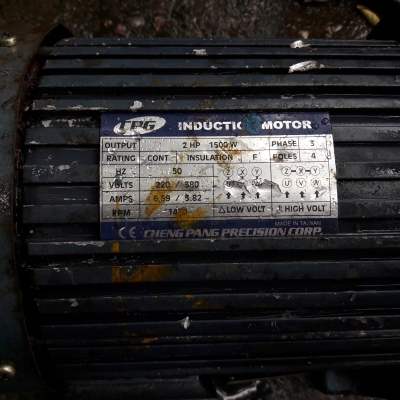 CPG INDUCTION MOTOR
OUTPUT 2 HP 1500 W PHASE 3
RATING CONT INSULATION F POLES 4
HZ 50 Z X Y Z-X-Y
VOLTS 220 / 380 U V W
AMPS 6.59 / 3.82
RPM △ LOW VOLT HIGH VOLT
MADE IN TAIWAN
CE CHENG PANG PRECISION CORP.